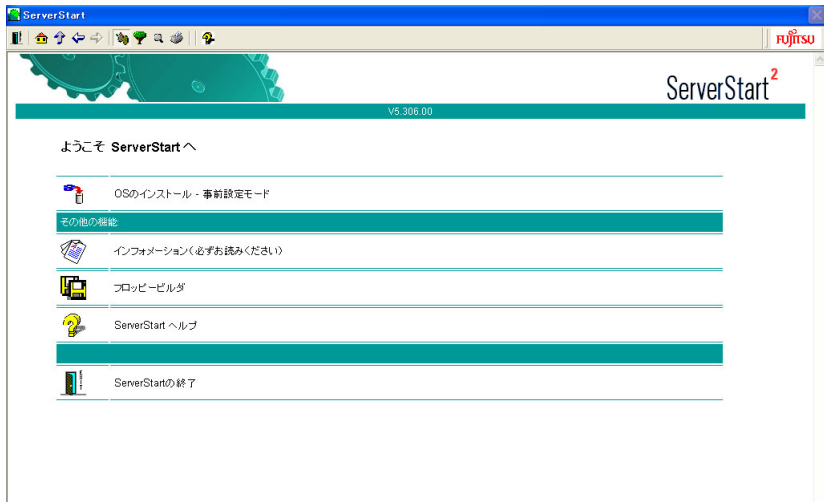 ServerStart
FUJITSU
ServerStart2
V5.306.00
ようこそ ServerStart へ
OSのインストール - 事前設定モード
その他の機能:
インフォメーション(必ずお読みください)
フロッピービルダ
ServerStart ヘルプ
ServerStartの終了